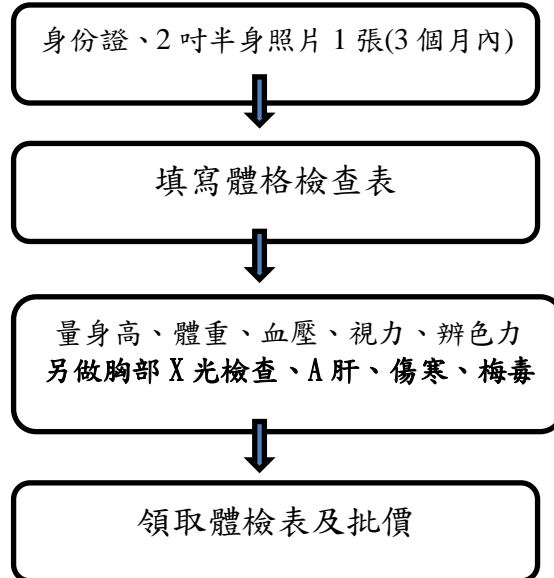 身份證、2 吋半身照片 1 張(3 個月內)
填寫體格檢查表
量身高、體重、血壓、視力、辨色力
另做胸部 X 光檢查、A 肝、傷寒、梅毒
領取體檢表及批價